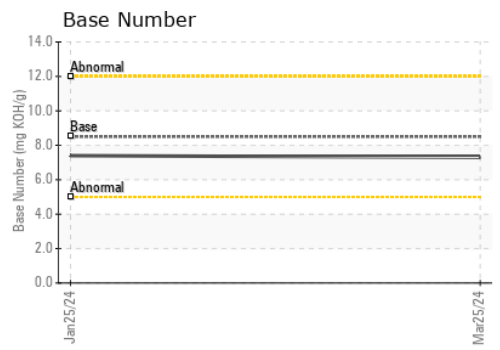 Base Number
Base Number (mg KOH/g)
14.0
12.0
10.0
8.0
6.0
4.0
2.0
0.0
Abnormal
Base
Abnormal
Jan25/24
Mar25/24